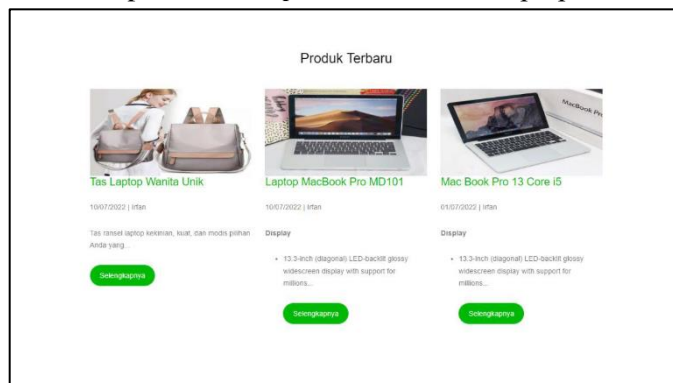 Produk Terbaru
MacBook Pro
Tas Laptop Wanita Unik
10/07/2022 | Irfan
Tas ransel laptop kekinian, kuat, dan modis pilihan
Anda yang...
Selengkapnya
Laptop MacBook Pro MD101
10/07/2022 | Irfan
Display
• 13.3-inch (diagonal) LED-backlit glossy
widescreen display with support for
millions...
Selengkapnya
Mac Book Pro 13 Core i5
01/07/2022 | Irfan
Display
• 13.3-inch (diagonal) LED-backlit glossy
widescreen display with support for
millions...
Selengkapnya